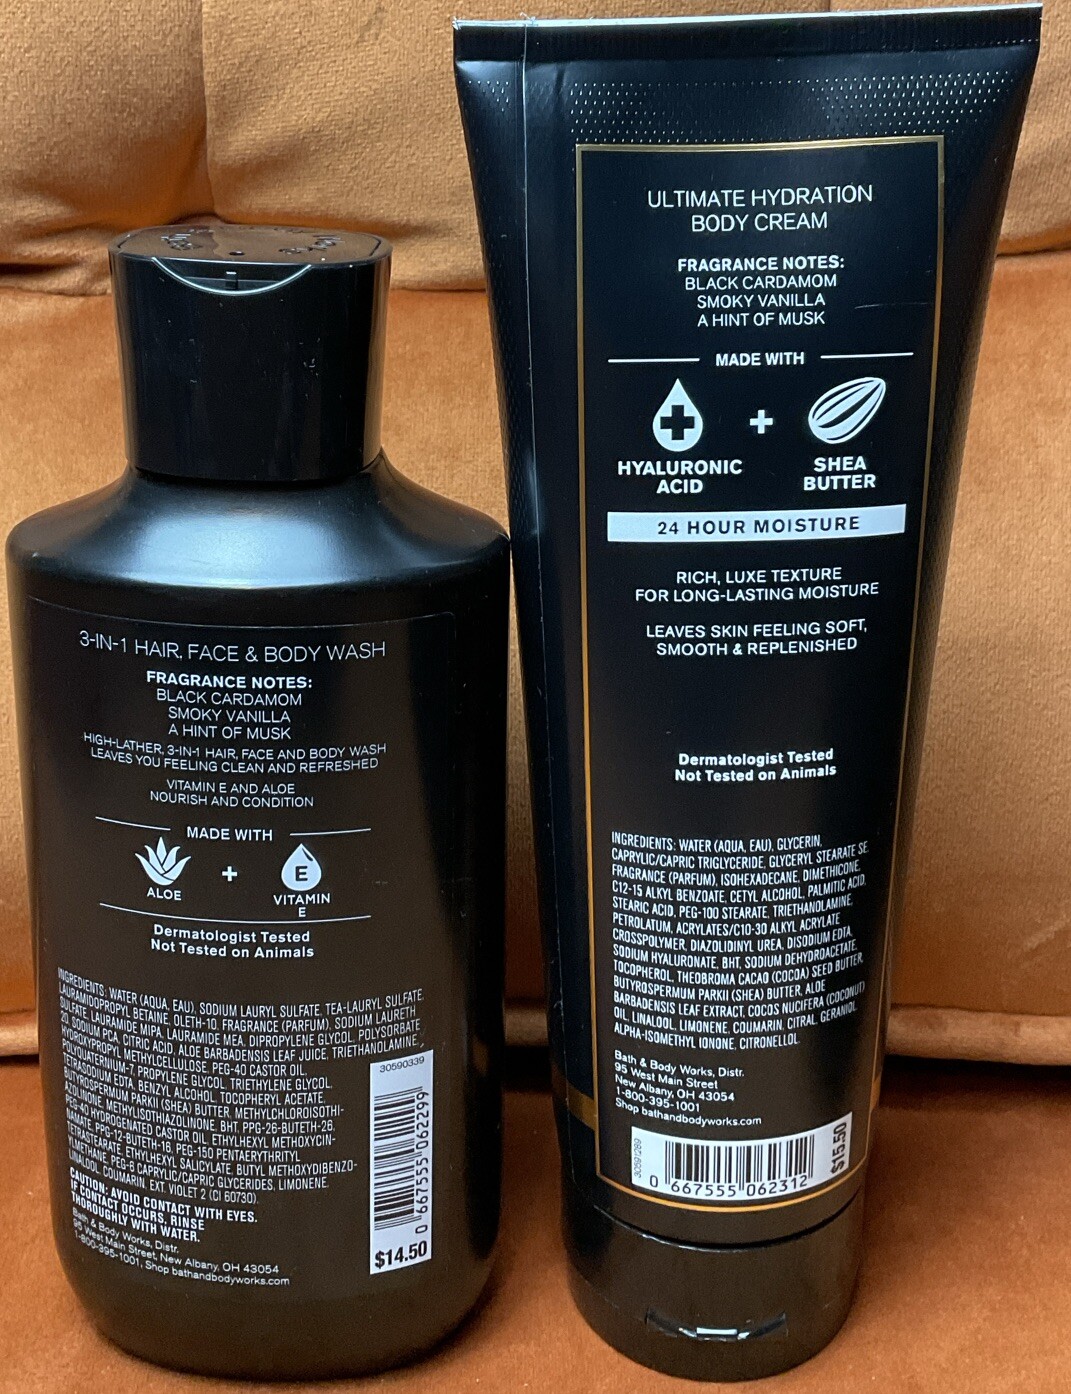 3-IN-1 HAIR, FACE & BODY WASH
FRAGRANCE NOTES:
BLACK CARDAMOM
SMOKY VANILLA
A HINT OF MUSK
HIGH-LATHER, 3-IN-1 HAIR, FACE AND BODY WASH
LEAVES YOU FEELING CLEAN AND REFRESHED
VITAMIN E AND ALOE
NOURISH AND CONDITION
MADE WITH
ALOE
+
E
VITAMIN
E
Dermatologist Tested
Not Tested on Animals
INGREDIENTS: WATER (AQUA, EAU), SODIUM LAURYL SULFATE, TEA-LAURYL SULFATE,
LAURAMIDOPROPYL BETAINE, OLETH-10, FRAGRANCE (PARFUM), SODIUM LAURETH
SULFATE, LAURAMIDE MIPA, LAURAMIDE MEA, DIPROPYLENE GLYCOL, POLYSORBATE
20, SODIUM PCA, CITRIC ACID, ALOE BARBADENSIS LEAF JUICE, TRIETHANOLAMINE,
HYDROXYPROPYL METHYLCELLULOSE, PEG-40 CASTOR OIL,
POLYQUATERNIUM-7, PROPYLENE GLYCOL, TRIETHYLENE GLYCOL,
TETRASODIUM EDTA, BENZYL ALCOHOL, TOCOPHERYL ACETATE,
BUTYROSPERMUM PARKII (SHEA) BUTTER, METHYLCHLOROISOTHI-
AZOLINONE, METHYLISOTHIAZOLINONE, BHT, PPG-26-BUTETH-26,
PEG-40 HYDROGENATED CASTOR OIL, ETHYLHEXYL METHOXYCIN-
NAMATE, PPG-12-BUTETH-16, PEG-150 PENTAERYTHRITYL
TETRASTEARATE, ETHYLHEXYL SALICYLATE, BUTYL METHOXYDIBENZO-
YLMETHANE, PEG-6 CAPRYLIC/CAPRIC GLYCERIDES, LIMONENE,
LINALOOL, COUMARIN, EXT. VIOLET 2 (CI 60730).
CAUTION: AVOID CONTACT WITH EYES.
IF CONTACT OCCURS, RINSE
THOROUGHLY WITH WATER.
Bath & Body Works, Distr.
95 West Main Street, New Albany, OH 43054
1-800-395-1001, Shop bathandbodyworks.com
30590339
0 667555 062299
$14.50
ULTIMATE HYDRATION
BODY CREAM
FRAGRANCE NOTES:
BLACK CARDAMOM
SMOKY VANILLA
A HINT OF MUSK
MADE WITH
+
HYALURONIC
ACID
SHEA
BUTTER
24 HOUR MOISTURE
RICH, LUXE TEXTURE
FOR LONG-LASTING MOISTURE
LEAVES SKIN FEELING SOFT,
SMOOTH & REPLENISHED
Dermatologist Tested
Not Tested on Animals
INGREDIENTS: WATER (AQUA, EAU), GLYCERIN,
CAPRYLIC/CAPRIC TRIGLYCERIDE, GLYCERYL STEARATE SE,
FRAGRANCE (PARFUM), ISOHEXADECANE, DIMETHICONE,
C12-15 ALKYL BENZOATE, CETYL ALCOHOL, PALMITIC ACID,
STEARIC ACID, PEG-100 STEARATE, TRIETHANOLAMINE,
PETROLATUM, ACRYLATES/C10-30 ALKYL ACRYLATE
CROSSPOLYMER, DIAZOLIDINYL UREA, DISODIUM EDTA,
SODIUM HYALURONATE, BHT, SODIUM DEHYDROACETATE,
TOCOPHEROL, THEOBROMA CACAO (COCOA) SEED BUTTER,
BUTYROSPERMUM PARKII (SHEA) BUTTER, ALOE
BARBADENSIS LEAF EXTRACT, COCOS NUCIFERA (COCONUT)
OIL, LINALOOL, LIMONENE, COUMARIN, CITRAL, GERANIOL,
ALPHA-ISOMETHYL IONONE, CITRONELLOL.
Bath & Body Works, Distr.
95 West Main Street
New Albany, OH 43054
1-800-395-1001
Shop bathandbodyworks.com
30591269
0 667555 062312
$15.50